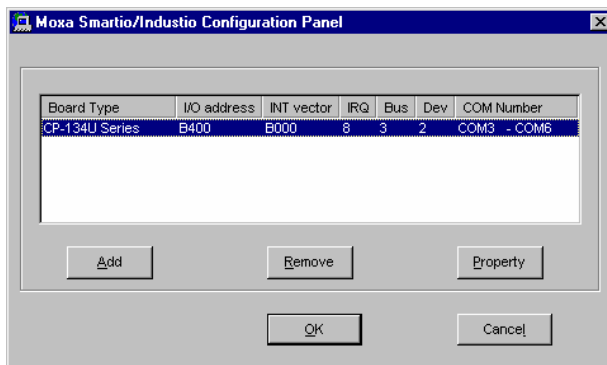 Moxa Smartio/Industio Configuration Panel
Board Type I/O address INT vector IRQ Bus Dev COM Number
CP-134U Series B400 B000 8 3 2 COM3 - COM6
Add Remove Property
OK Cancel